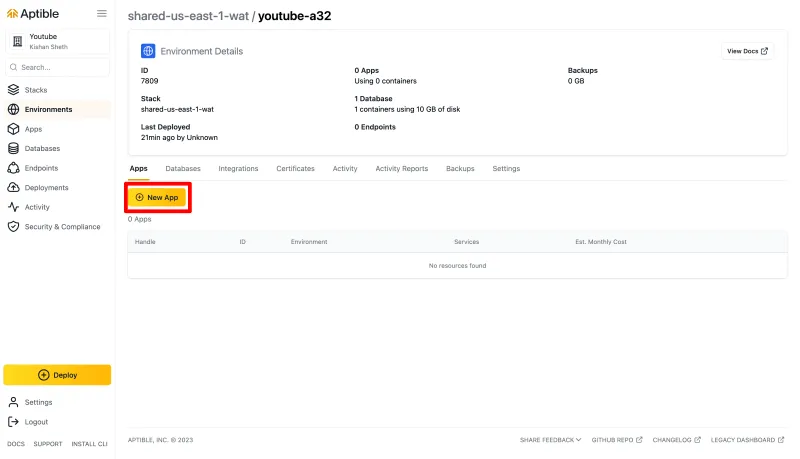 Aptible
Youtube
Kishan Sheth
Search...
Stacks
Environments
Apps
Databases
Endpoints
Deployments
Activity
Security & Compliance
Deploy
Settings
Logout
DOCS SUPPORT INSTALL CLI
shared-us-east-1-wat / youtube-a32
Environment Details
View Docs
ID 0 Apps Backups
7809 Using 0 containers 0 GB
Stack 1 Database
shared-us-east-1-wat 1 containers using 10 GB of disk
Last Deployed 0 Endpoints
21min ago by Unknown
Apps Databases Integrations Certificates Activity Activity Reports Backups Settings
New App
0 Apps
Handle ID Environment Services Est. Monthly Cost
No resources found
APTIBLE, INC. © 2023 SHARE FEEDBACK GITHUB REPO CHANGELOG LEGACY DASHBOARD